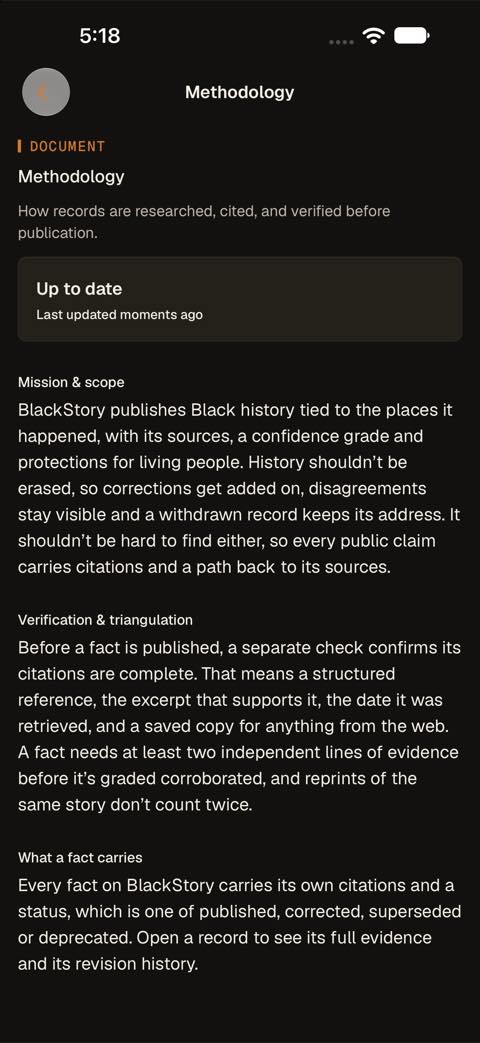 5:18
Methodology
DOCUMENT
Methodology
How records are researched, cited, and verified before
publication.
Up to date
Last updated moments ago
Mission & scope
BlackStory publishes Black history tied to the places it
happened, with its sources, a confidence grade and
protections for living people. History shouldn’t be
erased, so corrections get added on, disagreements
stay visible and a withdrawn record keeps its address. It
shouldn’t be hard to find either, so every public claim
carries citations and a path back to its sources.
Verification & triangulation
Before a fact is published, a separate check confirms its
citations are complete. That means a structured
reference, the excerpt that supports it, the date it was
retrieved, and a saved copy for anything from the web.
A fact needs at least two independent lines of evidence
before it’s graded corroborated, and reprints of the
same story don’t count twice.
What a fact carries
Every fact on BlackStory carries its own citations and a
status, which is one of published, corrected, superseded
or deprecated. Open a record to see its full evidence
and its revision history.